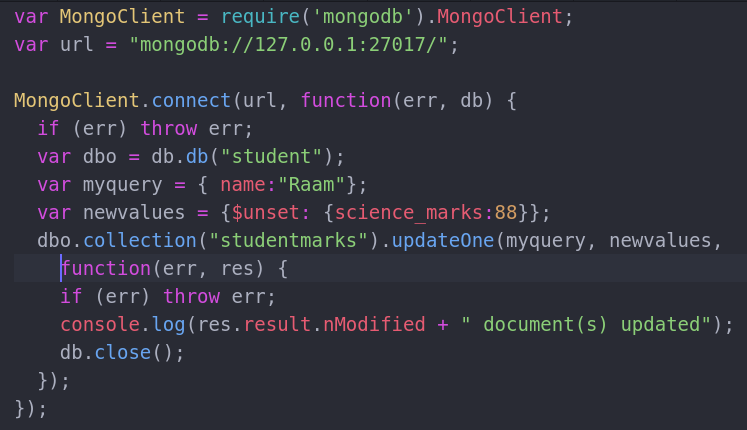 var MongoClient = require('mongodb').MongoClient;
var url = "mongodb://127.0.0.1:27017/";

MongoClient.connect(url, function(err, db) {
  if (err) throw err;
  var dbo = db.db("student");
  var myquery = { name:"Raam"};
  var newvalues = {$unset: {science_marks:88}};
  dbo.collection("studentmarks").updateOne(myquery, newvalues,
    function(err, res) {
    if (err) throw err;
    console.log(res.result.nModified + " document(s) updated");
    db.close();
  });
});